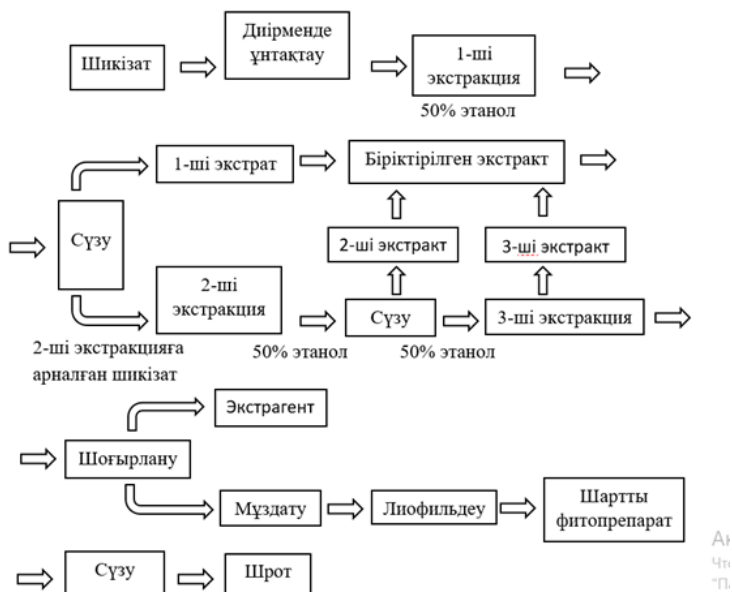 Шикізат
Диірменде
ұнтақтау
1-ші
экстракция
50% этанол
1-ші экстрат
Біріктірілген экстракт
Сүзу
2-ші экстракт
3-ші экстракт
2-ші
экстракция
Сүзу
3-ші экстракция
2-ші экстракцияға
арналған шикізат
50% этанол
50% этанол
Экстрагент
Шоғырлану
Мұздату
Лиофильдеу
Шартты
фитопрепарат
Сүзу
Шрот